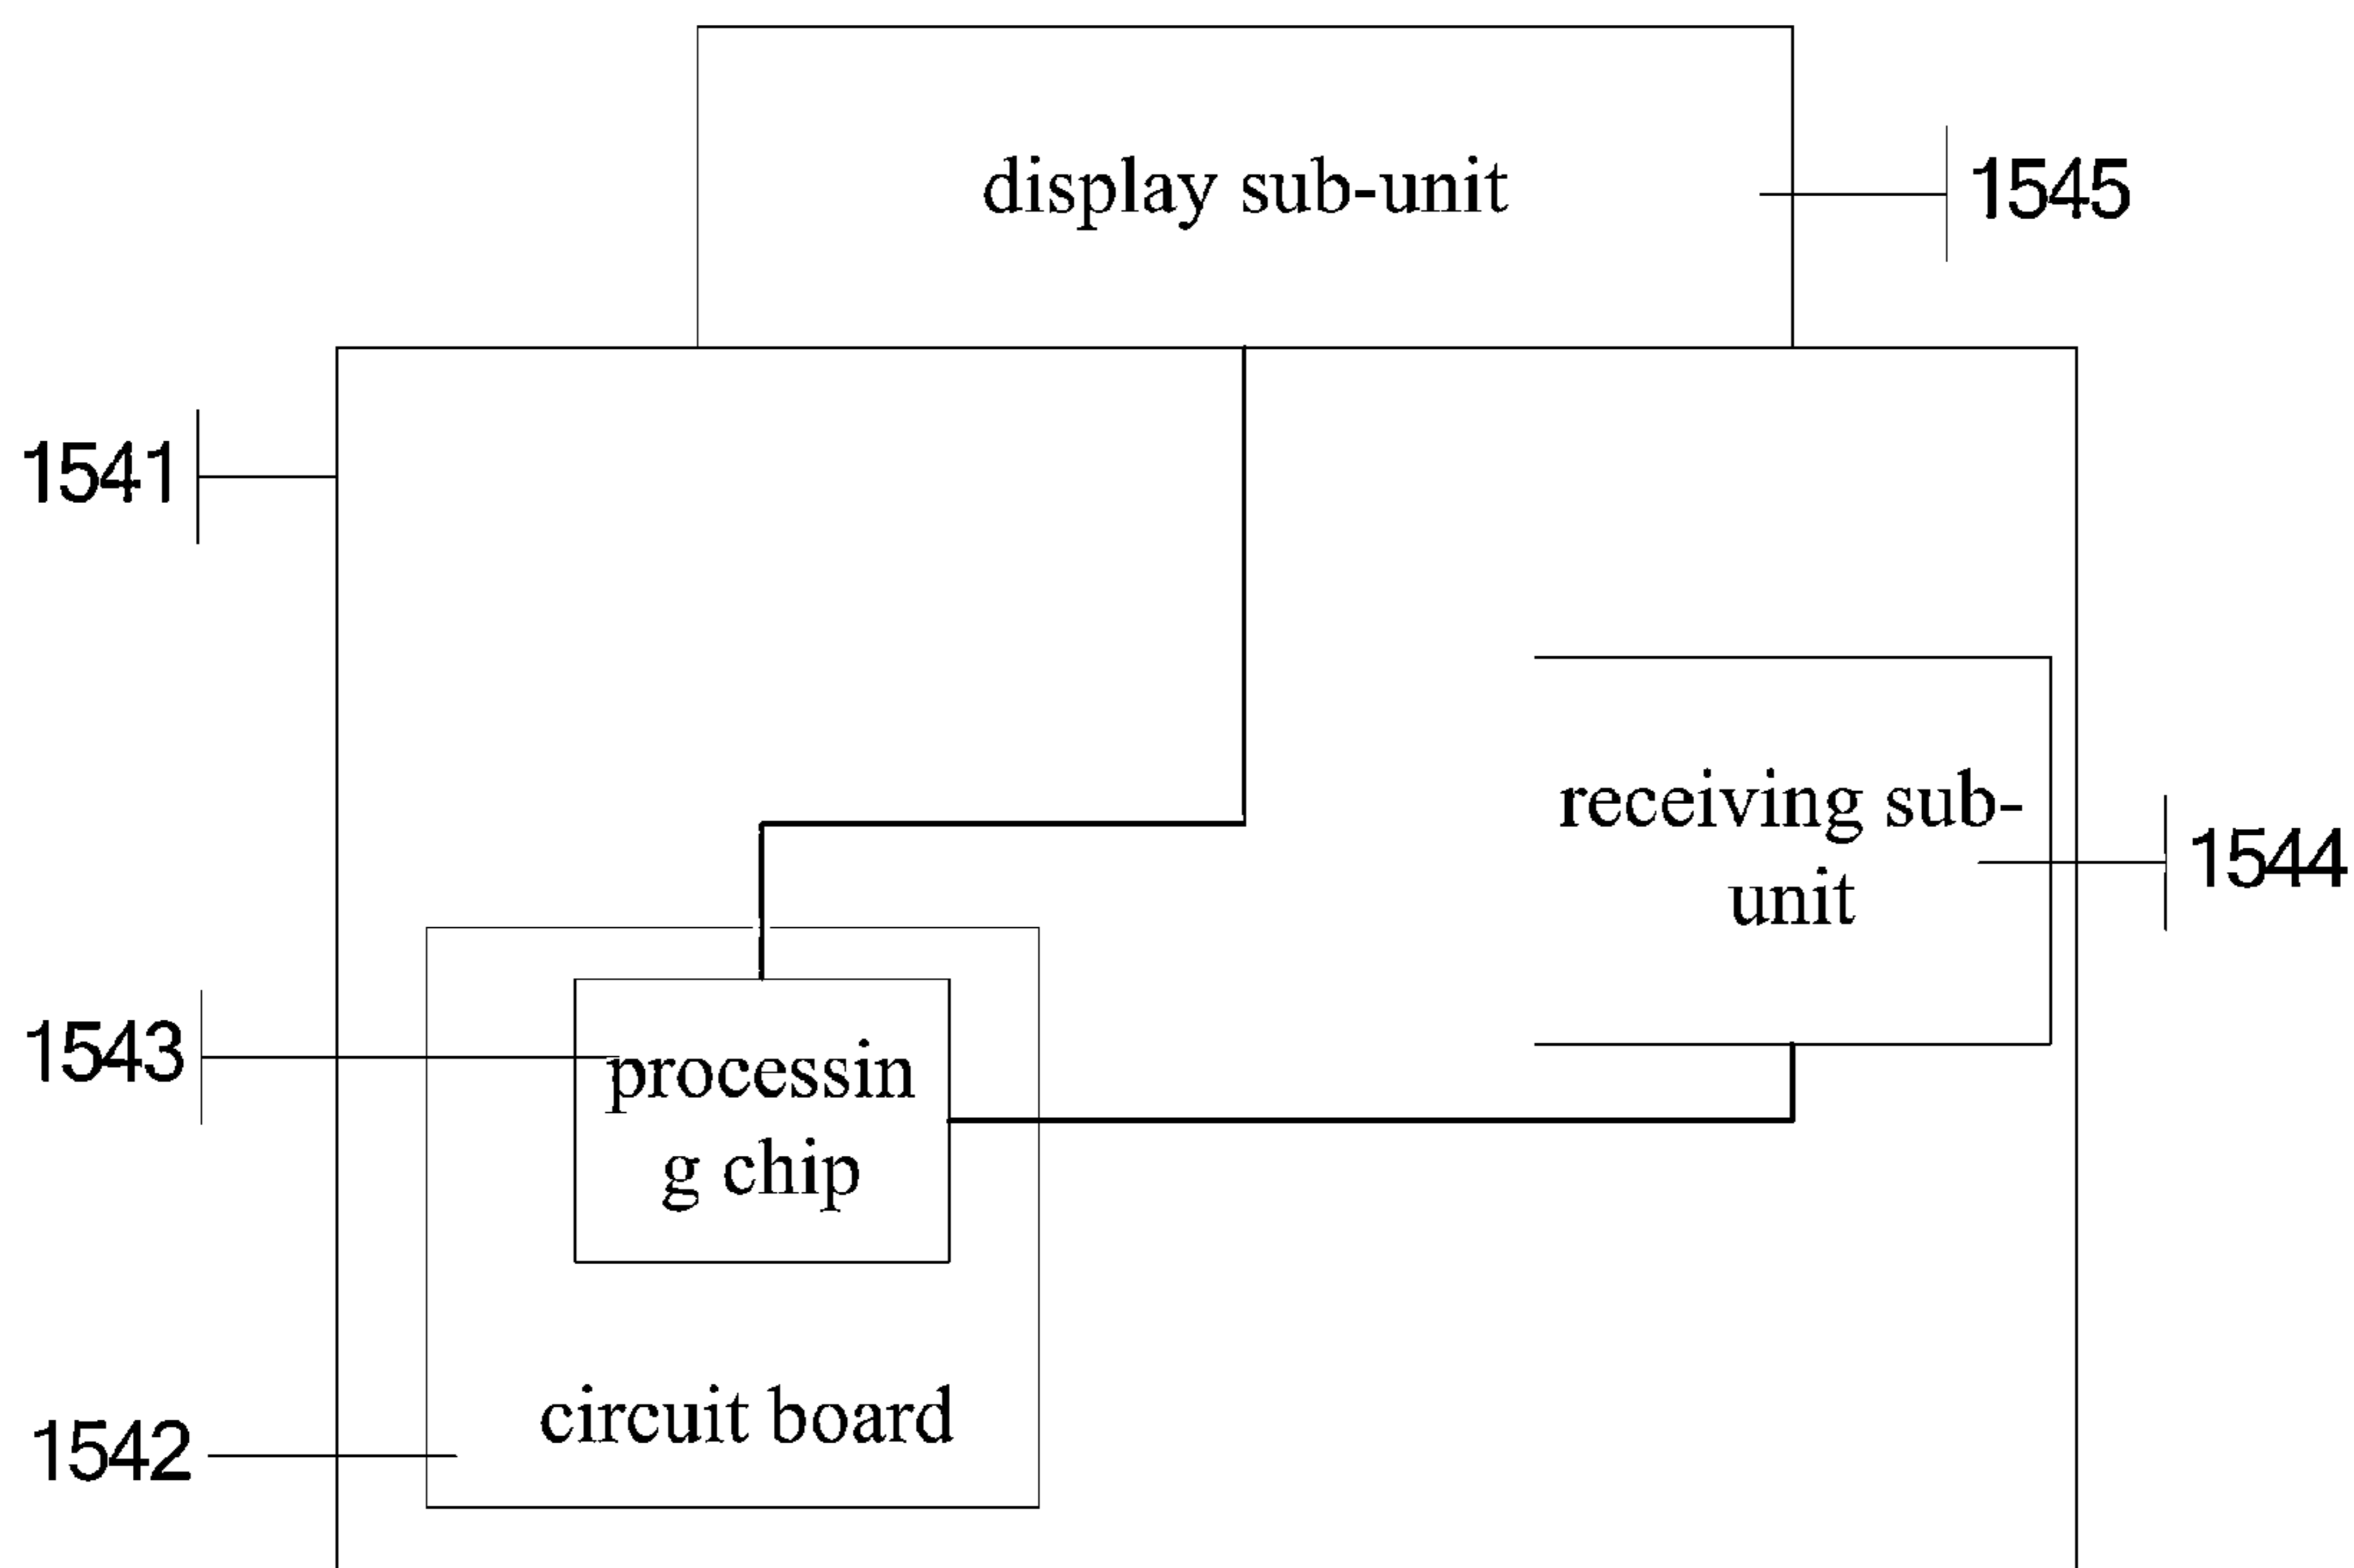 display sub-unit
1545
1541
receiving sub-
unit
1544
1543
processin
g chip
circuit board
1542